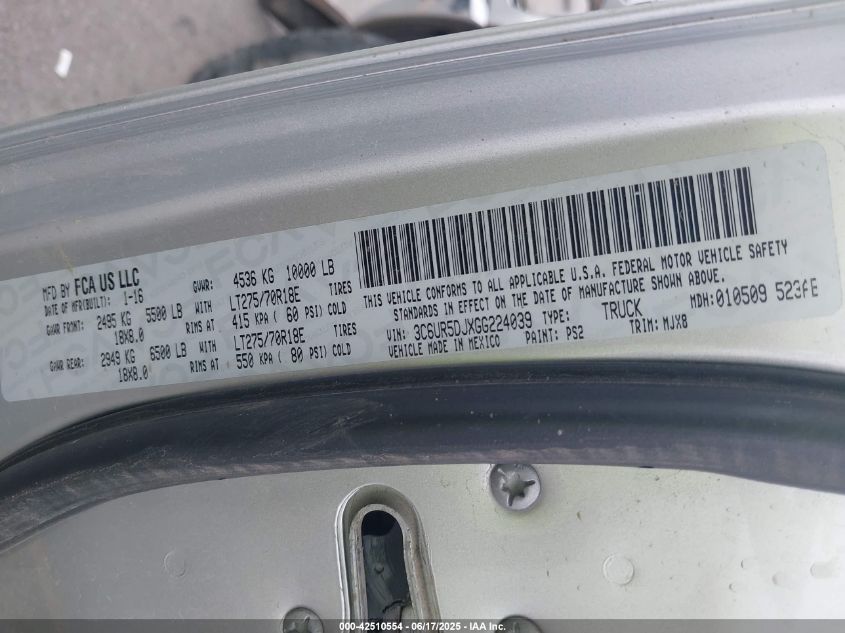 MFD BY FCA US LLC GVWR: 4536 KG 10000 LB
DATE OF MFR(BUILT): 1-16
GAWR FRONT: 2495 KG 5500 LB WITH LT275/70R18E TIRES
18X8.0 RIMS AT 415 KPA ( 60 PSI) COLD
GAWR REAR: 2949 KG 6500 LB WITH LT275/70R18E TIRES
18X8.0 RIMS AT 550 KPA ( 80 PSI) COLD
THIS VEHICLE CONFORMS TO ALL APPLICABLE U.S.A. FEDERAL MOTOR VEHICLE SAFETY
STANDARDS IN EFFECT ON THE DATE OF MANUFACTURE SHOWN ABOVE.
VIN: 3C6UR5DJXGG224039 TYPE: TRUCK MDH: 010509 523FE
VEHICLE MADE IN MEXICO PAINT: PS2 TRIM: MJX8
000-42510554 - 06/17/2025 - IAA Inc.